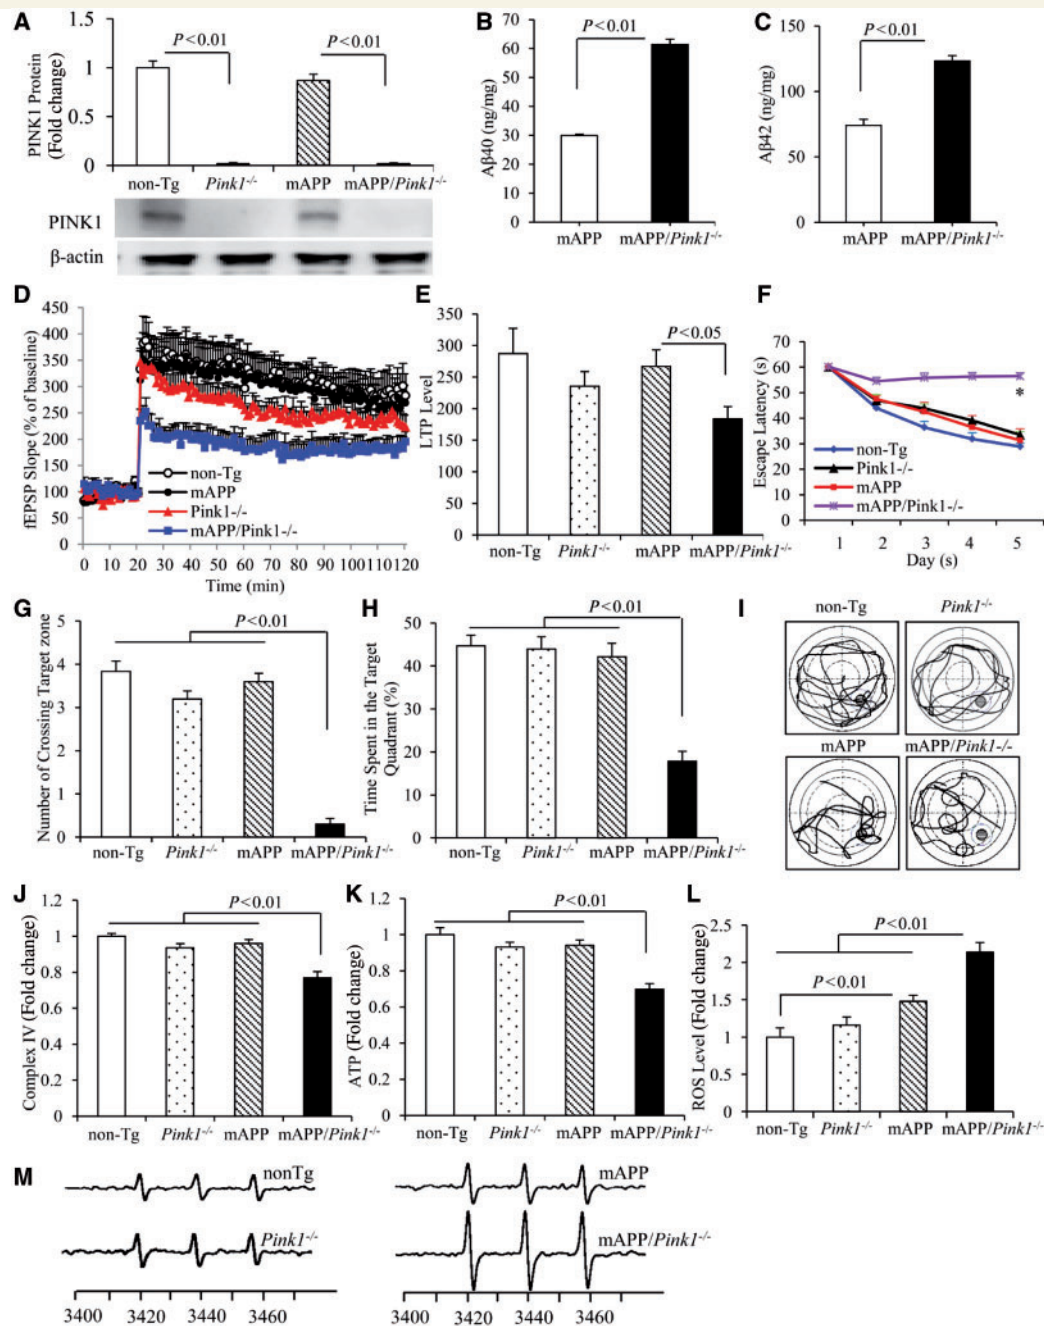 A
PINK1 Protein
(Fold change)
1
0.5
0
P<0.01
P<0.01
non-Tg Pink1-/- mAPP mAPP/Pink1-/-
PINK1
β-actin
B
Aβ40 (ng/mg)
70
60
50
40
30
20
10
0
P<0.01
mAPP mAPP/Pink1-/-
C
Aβ42 (ng/mg)
150
100
50
0
P<0.01
mAPP mAPP/Pink1-/-
D
fEPSP Slope (% of baseline)
450
400
350
300
250
200
150
100
50
0
non-Tg
mAPP
Pink1-/-
mAPP/Pink1-/-
0 10 20 30 40 50 60 70 80 90 100110120
Time (min)
E
LTP Level
350
300
250
200
150
100
50
0
P<0.05
non-Tg Pink1-/- mAPP mAPP/Pink1-/-
F
Escape Latency (s)
70
60
50
40
30
20
10
0
*
non-Tg
Pink1-/-
mAPP
mAPP/Pink1-/-
1 2 3 4 5
Day (s)
G
Number of Crossing Target zone
5
4
3
2
1
0
P<0.01
non-Tg Pink1-/- mAPP mAPP/Pink1-/-
H
Time Spent in the Target
Quadrant (%)
50
40
30
20
10
0
P<0.01
non-Tg Pink1-/- mAPP mAPP/Pink1-/-
I
non-Tg Pink1-/-
mAPP mAPP/Pink1-/-
J
Complex IV (Fold change)
1.2
1
0.8
0.6
0.4
0.2
0
P<0.01
non-Tg Pink1-/- mAPP mAPP/Pink1-/-
K
ATP (Fold change)
1.2
1
0.8
0.6
0.4
0.2
0
P<0.01
non-Tg Pink1-/- mAPP mAPP/Pink1-/-
L
ROS Level (Fold change)
2.5
2
1.5
1
0.5
0
P<0.01
P<0.01
non-Tg Pink1-/- mAPP mAPP/Pink1-/-
M
nonTg
Pink1-/-
3400 3420 3440 3460
mAPP
mAPP/Pink1-/-
3400 3420 3440 3460